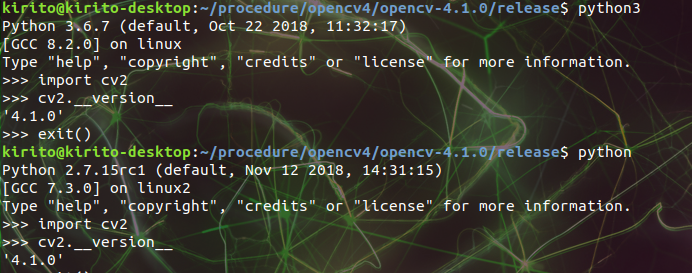 kirito@kirito-desktop:~/procedure/opencv4/opencv-4.1.0/release$ python3
Python 3.6.7 (default, Oct 22 2018, 11:32:17)
[GCC 8.2.0] on linux
Type "help", "copyright", "credits" or "license" for more information.
>>> import cv2
>>> cv2.__version__
'4.1.0'
>>> exit()
kirito@kirito-desktop:~/procedure/opencv4/opencv-4.1.0/release$ python
Python 2.7.15rc1 (default, Nov 12 2018, 14:31:15)
[GCC 7.3.0] on linux2
Type "help", "copyright", "credits" or "license" for more information.
>>> import cv2
>>> cv2.__version__
'4.1.0'